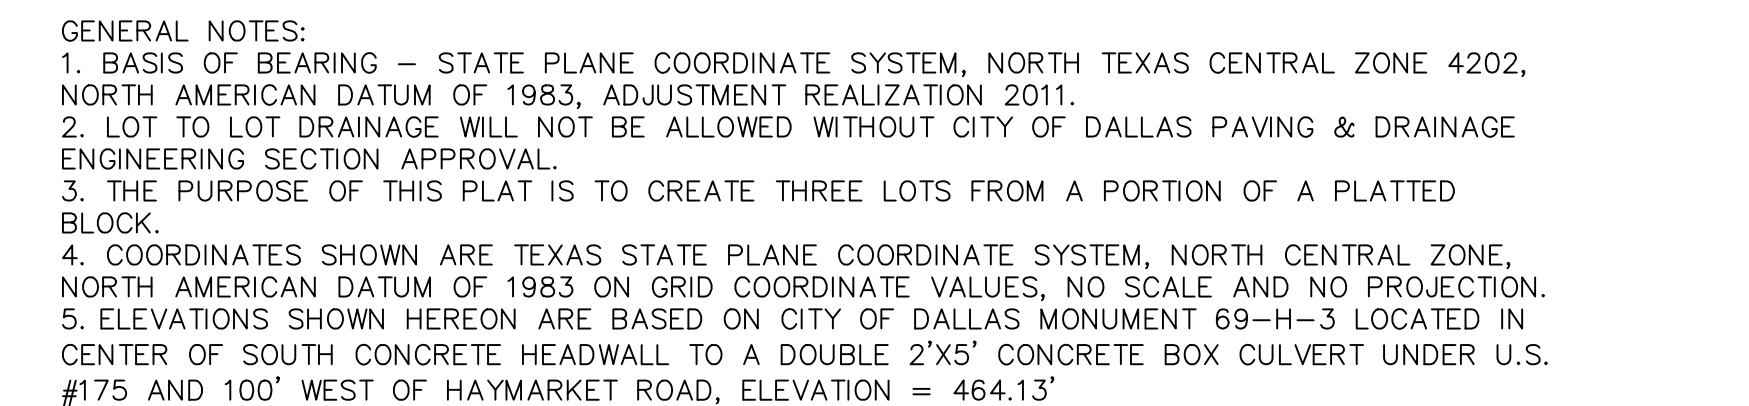 GENERAL NOTES:
1. BASIS OF BEARING – STATE PLANE COORDINATE SYSTEM, NORTH TEXAS CENTRAL ZONE 4202,
NORTH AMERICAN DATUM OF 1983, ADJUSTMENT REALIZATION 2011.
2. LOT TO LOT DRAINAGE WILL NOT BE ALLOWED WITHOUT CITY OF DALLAS PAVING & DRAINAGE
ENGINEERING SECTION APPROVAL.
3. THE PURPOSE OF THIS PLAT IS TO CREATE THREE LOTS FROM A PORTION OF A PLATTED
BLOCK.
4. COORDINATES SHOWN ARE TEXAS STATE PLANE COORDINATE SYSTEM, NORTH CENTRAL ZONE,
NORTH AMERICAN DATUM OF 1983 ON GRID COORDINATE VALUES, NO SCALE AND NO PROJECTION.
5. ELEVATIONS SHOWN HEREON ARE BASED ON CITY OF DALLAS MONUMENT 69–H–3 LOCATED IN
CENTER OF SOUTH CONCRETE HEADWALL TO A DOUBLE 2'X5' CONCRETE BOX CULVERT UNDER U.S.
#175 AND 100' WEST OF HAYMARKET ROAD, ELEVATION = 464.13'